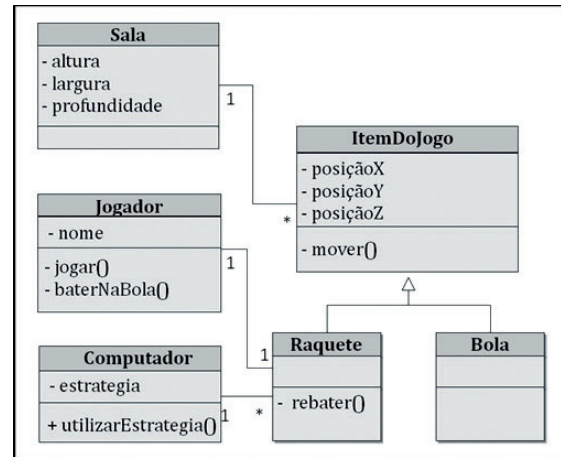 Sala
- altura
- largura
- profundidade
1
*
ItemDoJogo
- posiçãoX
- posiçãoY
- posiçãoZ
- mover()
Jogador
- nome
- jogar()
- baterNaBola()
1
1
Computador
- estrategia
+ utilizarEstrategia()
1
*
Raquete
- rebater()
Bola